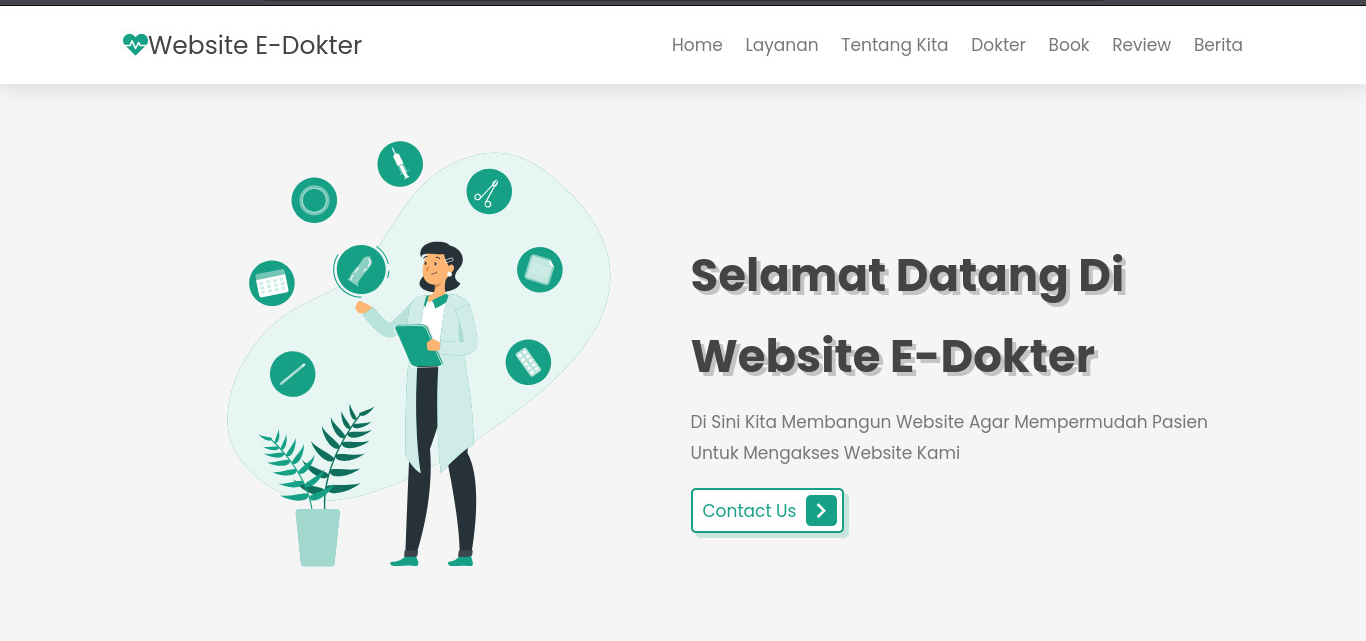 Website E-Dokter
Home Layanan Tentang Kita Dokter Book Review Berita
Selamat Datang Di
Website E-Dokter
Di Sini Kita Membangun Website Agar Mempermudah Pasien
Untuk Mengakses Website Kami
Contact Us